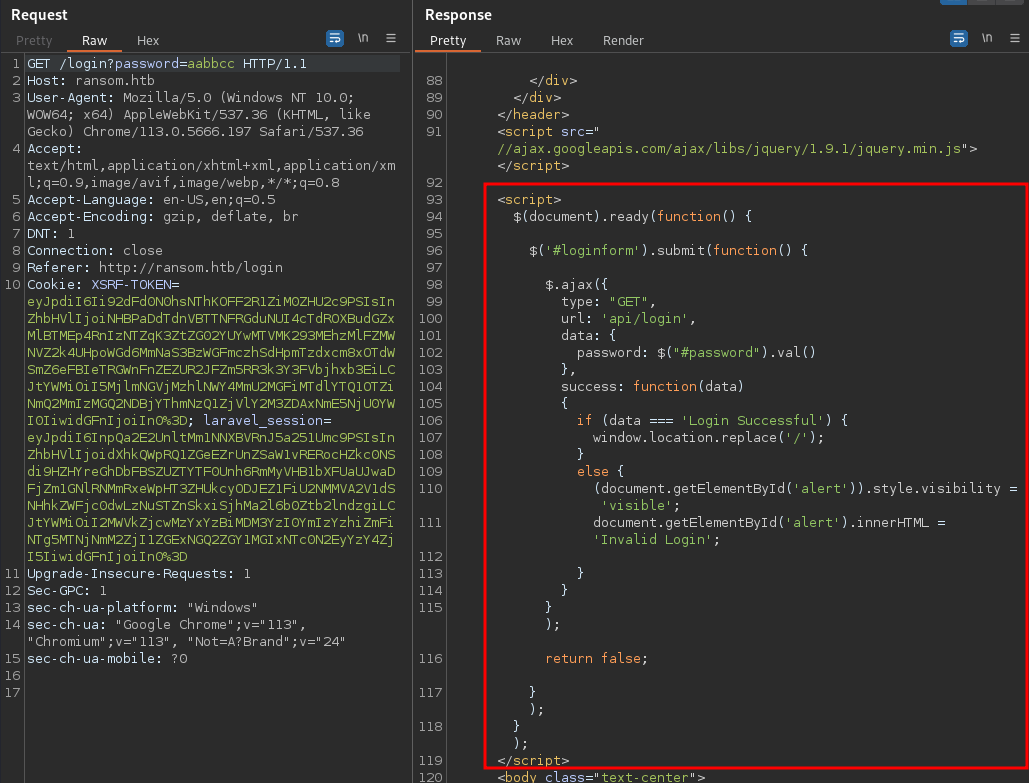 Request
Pretty
Raw
Hex
\n
1 GET /login?password=aabbcc HTTP/1.1
2 Host: ransom.htb
3 User-Agent: Mozilla/5.0 (Windows NT 10.0;
WOW64; x64) AppleWebKit/537.36 (KHTML, like
Gecko) Chrome/113.0.5666.197 Safari/537.36
4 Accept:
text/html,application/xhtml+xml,application/xm
l;q=0.9,image/avif,image/webp,*/*;q=0.8
5 Accept-Language: en-US,en;q=0.5
6 Accept-Encoding: gzip, deflate, br
7 DNT: 1
8 Connection: close
9 Referer: http://ransom.htb/login
10 Cookie: XSRF-TOKEN=
NVZ2k4UHpoWGd6MmNaS3BzWGFmczhSdHpmTzdxcm8xOTdW
JtYWMiOiI5MjlmNGVjMzhlNWY4MmU2MGFiMTdlYTQ1OTZi
NmQ2MmIzMGQ2NDBjYThmNzQ1ZjVlY2M3ZDAxNmE5NjU0YW
I0IiwidGFnIjoiIn0%3D; laravel_session=
JtYWMiOiI2MWVkZjcwMzYxYzBiMDM3YzI0YmIzYzhiZmFi
NTg5MTNjNmM2ZjI1ZGExNGQ2ZGY1MGIxNTc0N2EyYzY4Zj
I5IiwidGFnIjoiIn0%3D
11 Upgrade-Insecure-Requests: 1
12 Sec-GPC: 1
13 sec-ch-ua-platform: "Windows"
14 sec-ch-ua: "Google Chrome";v="113",
"Chromium";v="113", "Not=A?Brand";v="24"
15 sec-ch-ua-mobile: ?0
16
17
Response
Pretty
Raw
Hex
Render
\n
88 </div>
89 </div>
90 </header>
91 <script src="
//ajax.googleapis.com/ajax/libs/jquery/1.9.1/jquery.min.js">
</script>
92
93 <script>
94 $(document).ready(function() {
95
96 $('#loginform').submit(function() {
97
98 $.ajax({
99 type: "GET",
100 url: 'api/login',
101 data: {
102 password: $("#password").val()
103 },
104 success: function(data)
105 {
106 if (data === 'Login Successful') {
107 window.location.replace('/');
108 }
109 else {
110 (document.getElementById('alert')).style.visibility =
'visible';
111 document.getElementById('alert').innerHTML =
'Invalid Login';
112
113 }
114 }
115 }
);
116 return false;
117 }
);
118 }
);
119 </script>
120 <body class="text-center">